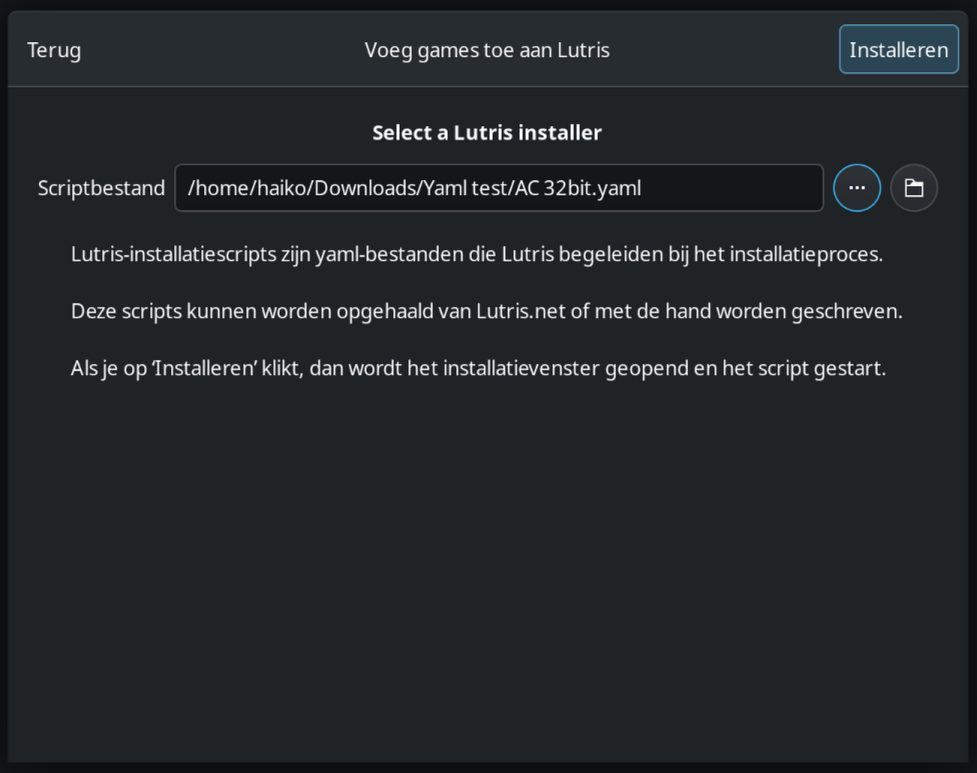 Terug
Voeg games toe aan Lutris
Installeren
Select a Lutris installer
Scriptbestand
/home/haiko/Downloads/Yaml test/AC 32bit.yaml
Lutris-installatiescripts zijn yaml-bestanden die Lutris begeleiden bij het installatieproces.
Deze scripts kunnen worden opgehaald van Lutris.net of met de hand worden geschreven.
Als je op ‘Installeren’ klikt, dan wordt het installatievenster geopend en het script gestart.